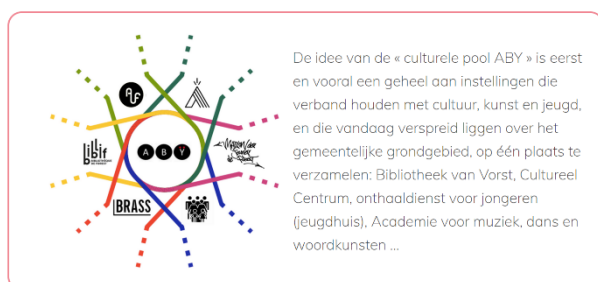 De idee van de « culturele pool ABY » is eerst
en vooral een geheel aan instellingen die
verband houden met cultuur, kunst en jeugd,
en die vandaag verspreid liggen over het
gemeentelijke grondgebied, op één plaats te
verzamelen: Bibliotheek van Vorst, Cultureel
Centrum, onthaaldienst voor jongeren
(jeugdhuis), Academie voor muziek, dans en
woordkunsten ...
ABY
BRASS